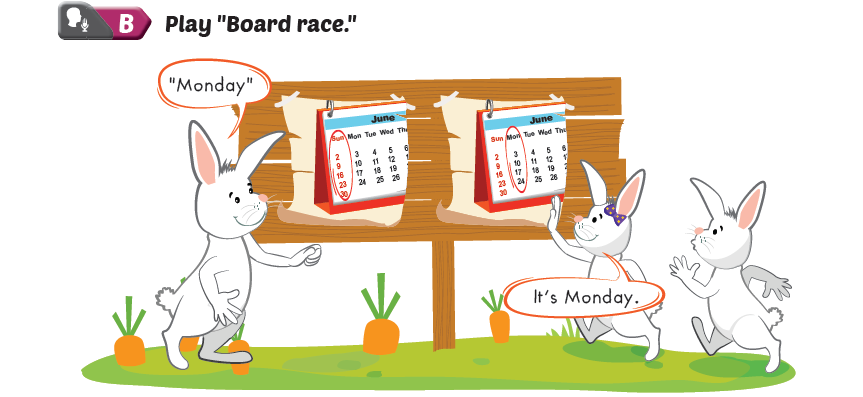 B Play "Board race."
"Monday"
June
Sun Mon Tue Wed Thu
2 3 4 5 6
9 10 11 12
16 17 18 19
23 24 25 26
30
June
Sun Mon Tue Wed Thu
2 3 4 5
9 10 11 12
16 17 18 19
23 24 25 26
30
It's Monday.